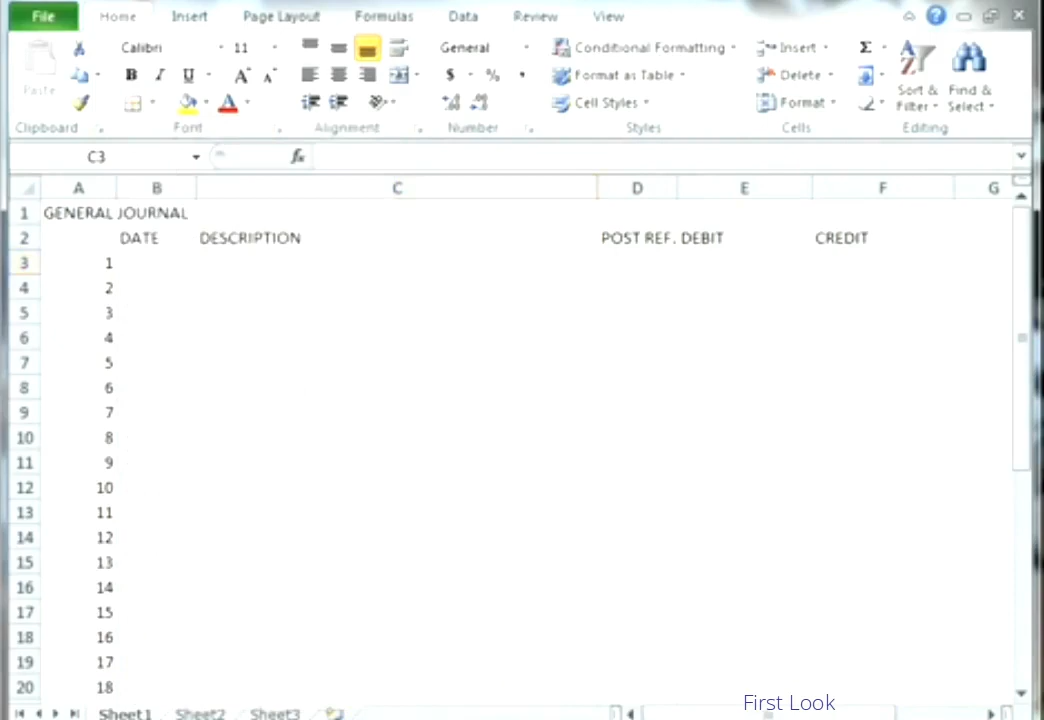 File Home Insert Page Layout Formulas Data Review View
Calibri 11 General Conditional Formatting Insert Σ
Paste B I U A A $ % , Format as Table Delete Sort & Filter Find & Select
A Cell Styles Format
Clipboard Font Alignment Number Styles Cells Editing
C3 fx
A B C D E F G
1 GENERAL JOURNAL
2 DATE DESCRIPTION POST REF. DEBIT CREDIT
3 1
4 2
5 3
6 4
7 5
8 6
9 7
10 8
11 9
12 10
13 11
14 12
15 13
16 14
17 15
18 16
19 17
20 18
Sheet1 Sheet2 Sheet3
First Look